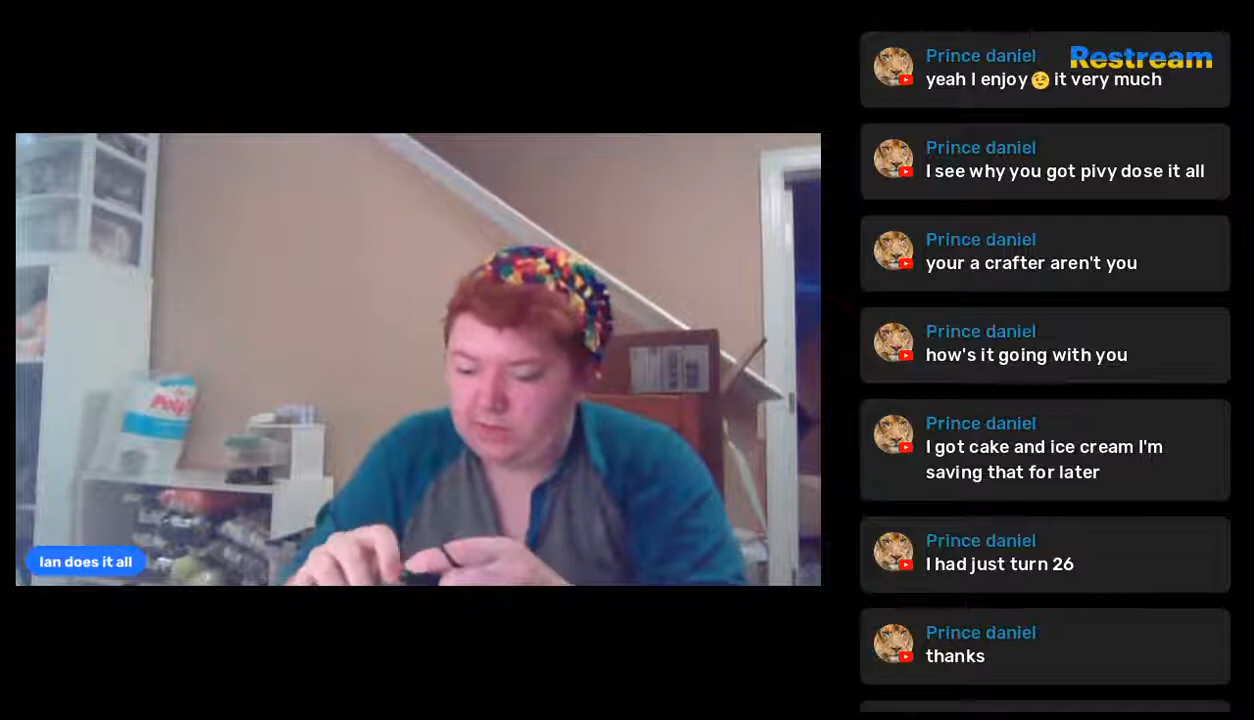 Restream
Prince daniel
yeah I enjoy 😉 it very much
Prince daniel
I see why you got pivy dose it all
Prince daniel
your a crafter aren't you
Prince daniel
how's it going with you
Prince daniel
I got cake and ice cream I'm
saving that for later
Prince daniel
I had just turn 26
Prince daniel
thanks
Poly
Ian does it all